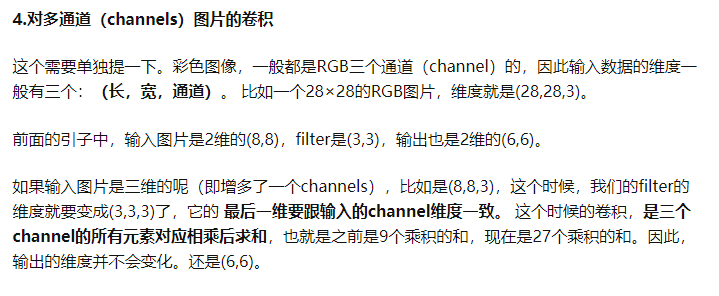 4.对多通道（channels）图片的卷积
这个需要单独提一下。彩色图像，一般都是RGB三个通道（channel）的，因此输入数据的维度一
般有三个：（长，宽，通道）。 比如一个28×28的RGB图片，维度就是(28,28,3)。
前面的引子中，输入图片是2维的(8,8)，filter是(3,3)，输出也是2维的(6,6)。
如果输入图片是三维的呢（即增多了一个channels），比如是(8,8,3)，这个时候，我们的filter的
维度就要变成(3,3,3)了，它的 最后一维要跟输入的channel维度一致。 这个时候的卷积，是三个
channel的所有元素对应相乘后求和，也就是之前是9个乘积的和，现在是27个乘积的和。因此，
输出的维度并不会变化。还是(6,6)。